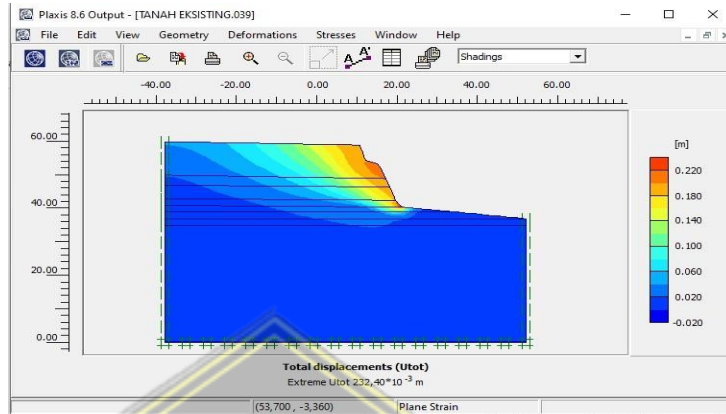 Plaxis 8.6 Output - [TANAH EKSISTING.039]
File Edit View Geometry Deformations Stresses Window Help
Shadings
-40.00 -20.00 0.00 20.00 40.00 60.00
60.00
40.00
20.00
0.00
[m]
0.220
0.180
0.140
0.100
0.060
0.020
-0.020
Total displacements (Utot)
Extreme Utot 232,40*10 -3 m
(53,700 , -3,360) Plane Strain